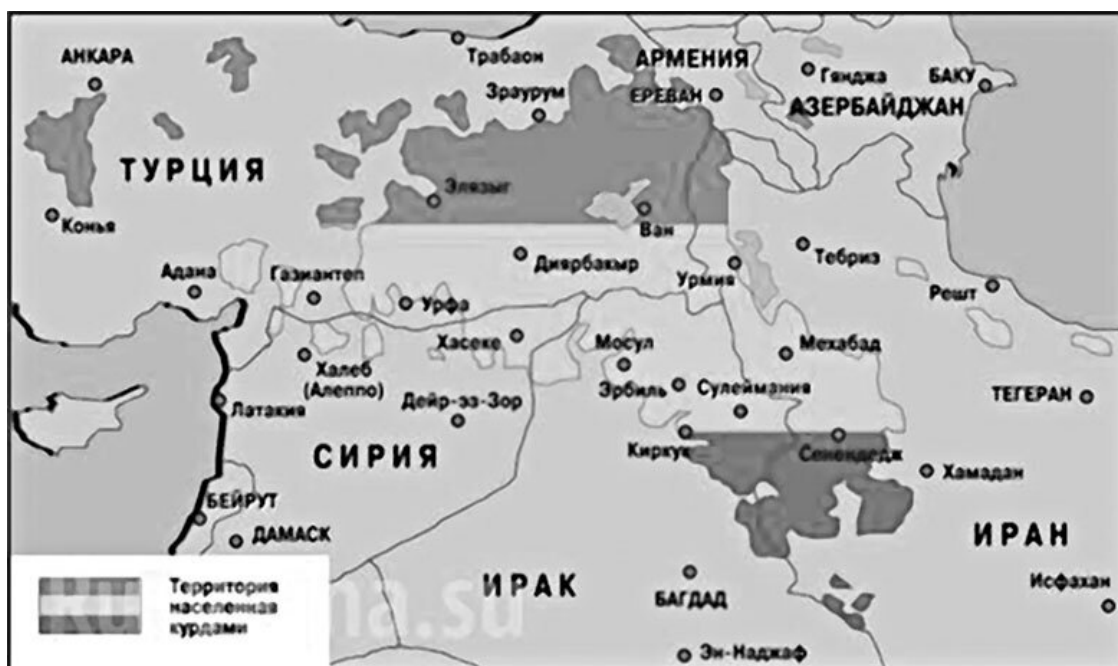 АНКАРА
Трабаон
АРМЕНИЯ
Гянджа
БАКУ
Зраурум
ЕРЕВАН
АЗЕРБАЙДЖАН
ТУРЦИЯ
Элязыг
Конья
Ван
Диярбакыр
Тебриз
Адана
Газиантеп
Урмия
Решт
Урфа
Хасеке
Мосул
Мехабад
Халеб
(Алеппо)
Эрбиль
Сулеймания
Латакия
Дейр-эз-Зор
ТЕГЕРАН
СИРИЯ
Киркук
Сенендедж
Хамадан
БЕЙРУТ
ДАМАСК
ИРАН
ИРАК
БАГДАД
Исфахан
Эн-Наджаф
Территория
населенная
курдами